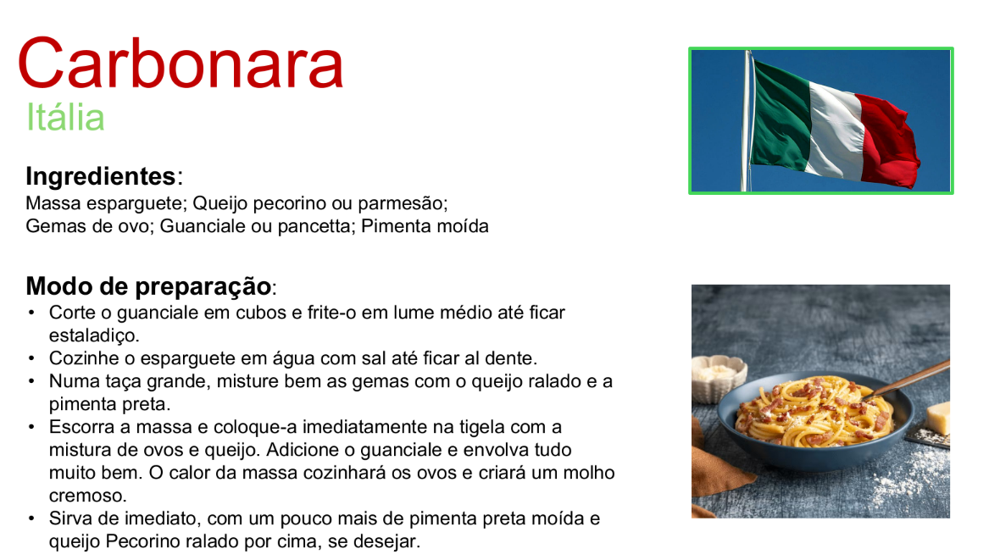 Carbonara
Itália
Ingredientes:
Massa esparguete; Queijo pecorino ou parmesão;
Gemas de ovo; Guanciale ou pancetta; Pimenta moída
Modo de preparação:
• Corte o guanciale em cubos e frite-o em lume médio até ficar
estaladiço.
• Cozinhe o esparguete em água com sal até ficar al dente.
• Numa taça grande, misture bem as gemas com o queijo ralado e a
pimenta preta.
• Escorra a massa e coloque-a imediatamente na tigela com a
mistura de ovos e queijo. Adicione o guanciale e envolva tudo
muito bem. O calor da massa cozinhará os ovos e criará um molho
cremoso.
• Sirva de imediato, com um pouco mais de pimenta preta moída e
queijo Pecorino ralado por cima, se desejar.